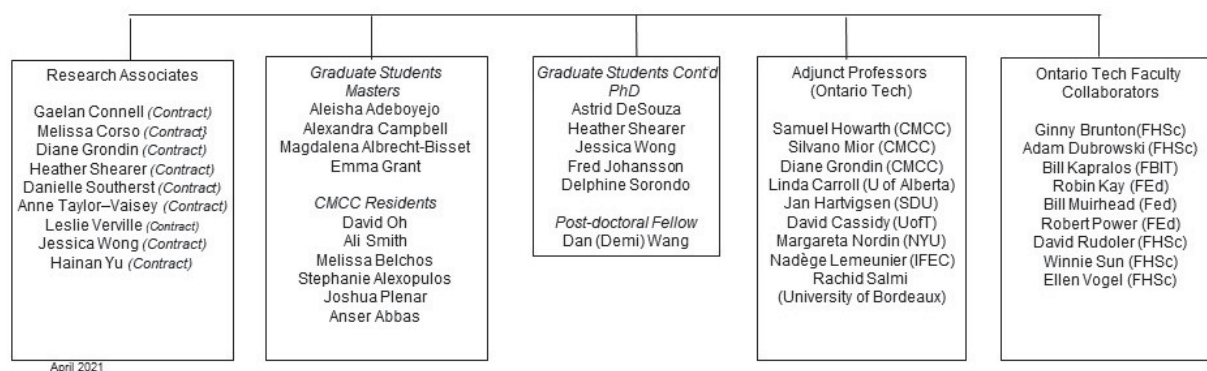 Research Associates
Gaelan Connell (Contract)
Melissa Corso (Contract}
Diane Grondin (Contract)
Heather Shearer (Contract)
Danielle Southerst (Contract)
Anne Taylor–Vaisey (Contract)
Leslie Verville (Contract)
Jessica Wong (Contract)
Hainan Yu (Contract)
Graduate Students
Masters
Aleisha Adeboyejo
Alexandra Campbell
Magdalena Albrecht-Bisset
Emma Grant
CMCC Residents
David Oh
Ali Smith
Melissa Belchos
Stephanie Alexopulos
Joshua Plenar
Anser Abbas
Graduate Students Cont'd
PhD
Astrid DeSouza
Heather Shearer
Jessica Wong
Fred Johansson
Delphine Sorondo
Post-doctoral Fellow
Dan (Demi) Wang
Adjunct Professors
(Ontario Tech)
Samuel Howarth (CMCC)
Silvano Mior (CMCC)
Diane Grondin (CMCC)
Linda Carroll (U of Alberta)
Jan Hartvigsen (SDU)
David Cassidy (UofT)
Margareta Nordin (NYU)
Nadège Lemeunier (IFEC)
Rachid Salmi
(University of Bordeaux)
Ontario Tech Faculty
Collaborators
Ginny Brunton(FHSc)
Adam Dubrowski (FHSc)
Bill Kapralos (FBIT)
Robin Kay (FEd)
Bill Muirhead (Fed)
Robert Power (FEd)
David Rudoler (FHSc)
Winnie Sun (FHSc)
Ellen Vogel (FHSc)
April 2021